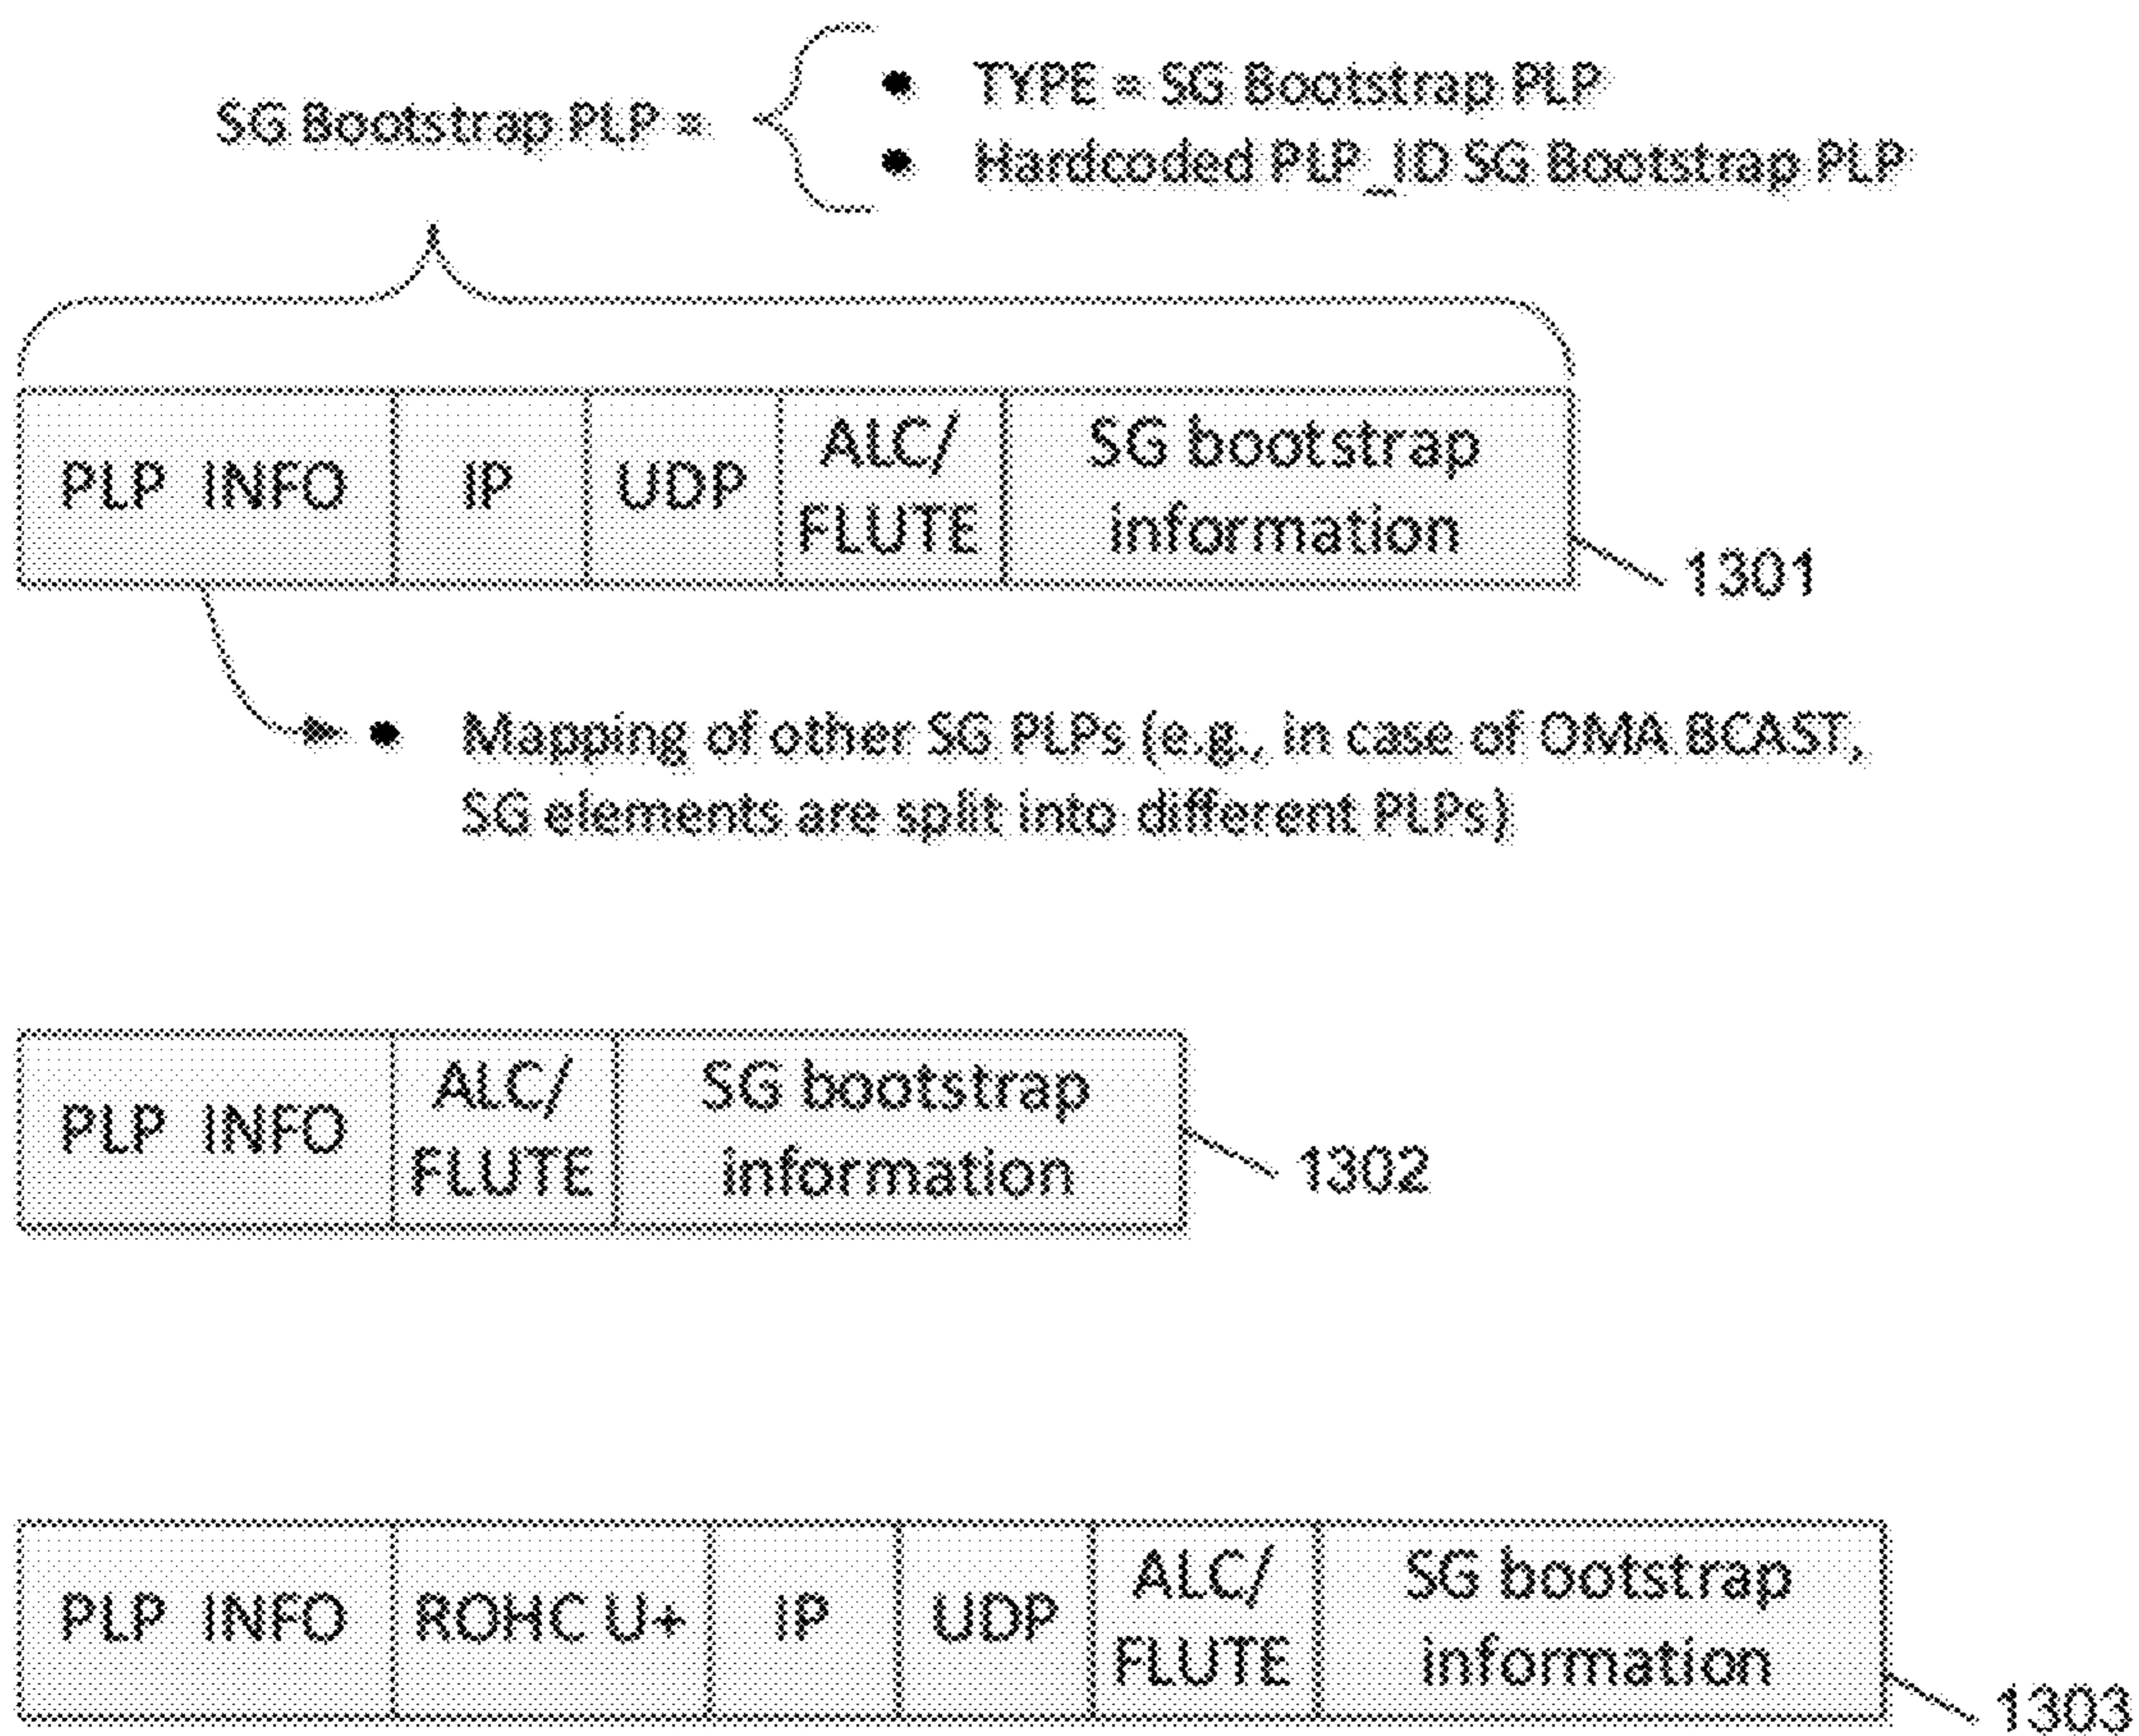 SG Bootstrap PLP =
• TYPE = SG Bootstrap PLP
• Hardcoded PLP_ID SG Bootstrap PLP
PLP INFO
IP
UDP
ALC/
FLUTE
SG bootstrap
information
1301
• Mapping of other SG PLPs (e.g., in case of OMA BCAST,
SG elements are split into different PLPs)
PLP INFO
ALC/
FLUTE
SG bootstrap
information
1302
PLP INFO
ROHC U+
IP
UDP
ALC/
FLUTE
SG bootstrap
information
1303